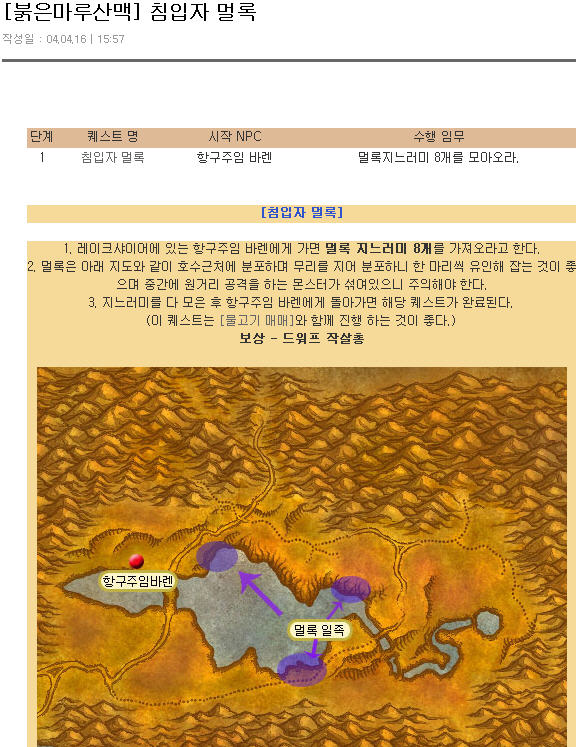 [붉은마루산맥] 침입자 멀록
작성일 : 04.04.16 | 15:57
단계 퀘스트 명 시작 NPC 수행 임무
1 침입자 멀록 항구주임 바렌 멀록지느러미 8개를 모아오라.
[침입자 멀록]
1. 레이크샤이어에 있는 항구주임 바렌에게 가면 멀록 지느러미 8개를 가져오라고 한다.
2. 멀록은 아래 지도와 같이 호수근처에 분포하며 무리를 지어 분포하니 한 마리씩 유인해 잡는 것이 좋
으며 중간에 원거리 공격을 하는 몬스터가 섞여있으니 주의해야 한다.
3. 지느러미를 다 모은 후 항구주임 바렌에게 돌아가면 해당 퀘스트가 완료된다.
(이 퀘스트는 [물고기 매매]와 함께 진행 하는 것이 좋다.)
보상 - 드워프 작살총
항구주임바렌
멀록 일족